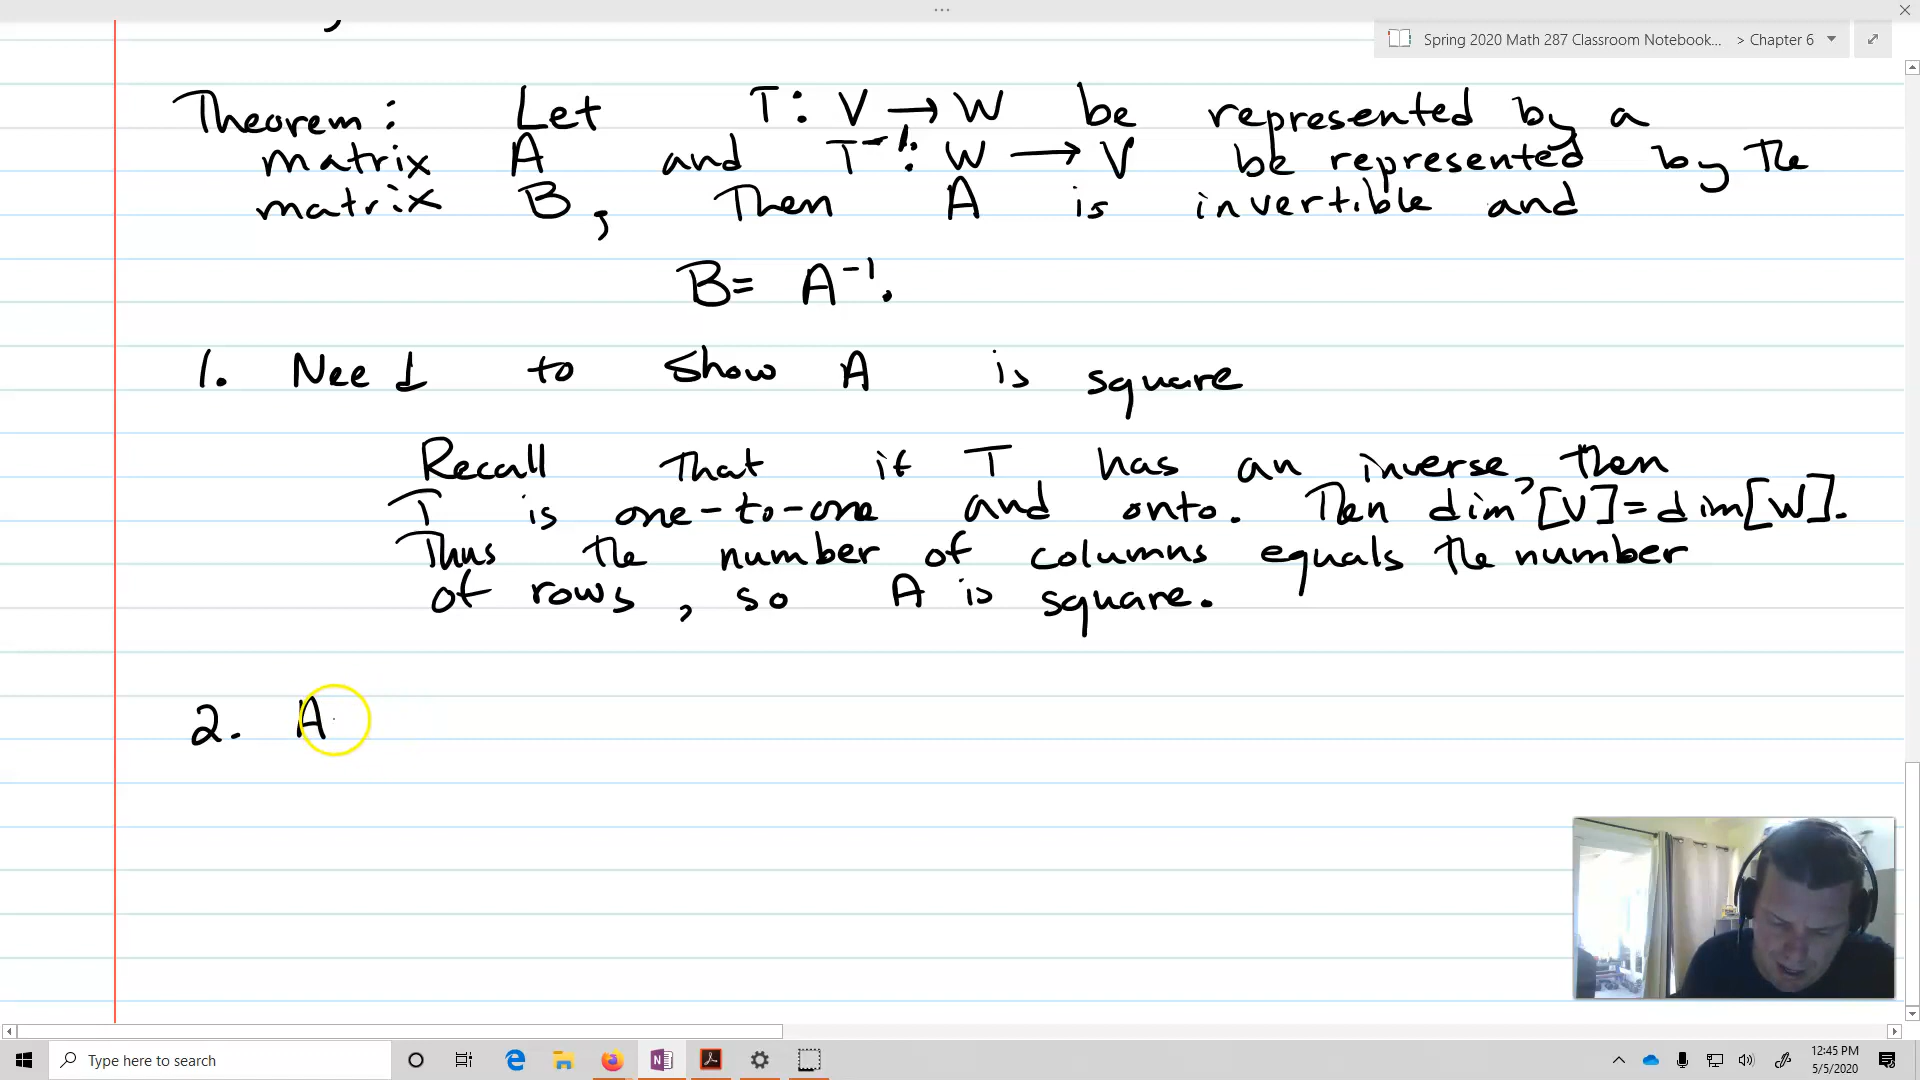 Spring 2020 Math 287 Classroom Notebook... > Chapter 6
Theorem: Let T: V → W be represented by a
matrix A and T⁻¹: W → V be represented by the
matrix B, Then A is invertible and
B = A⁻¹.
1. Need to show A is square
Recall that if T has an inverse, then
T is one-to-one and onto. Then dim[V] = dim[W].
Thus the number of columns equals the number
of rows, so A is square.
2. A
Type here to search
12:45 PM
5/5/2020